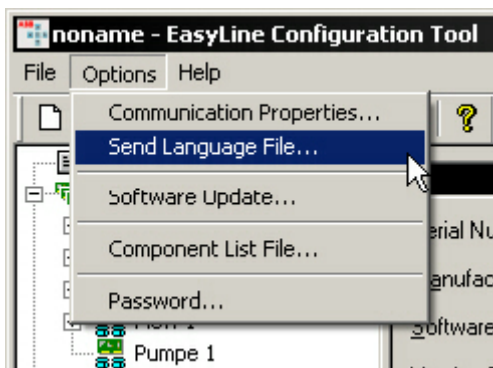 noname - EasyLine Configuration Tool
File Options Help
Communication Properties...
Send Language File...
Software Update...
Component List File...
Password...
Pumpe 1